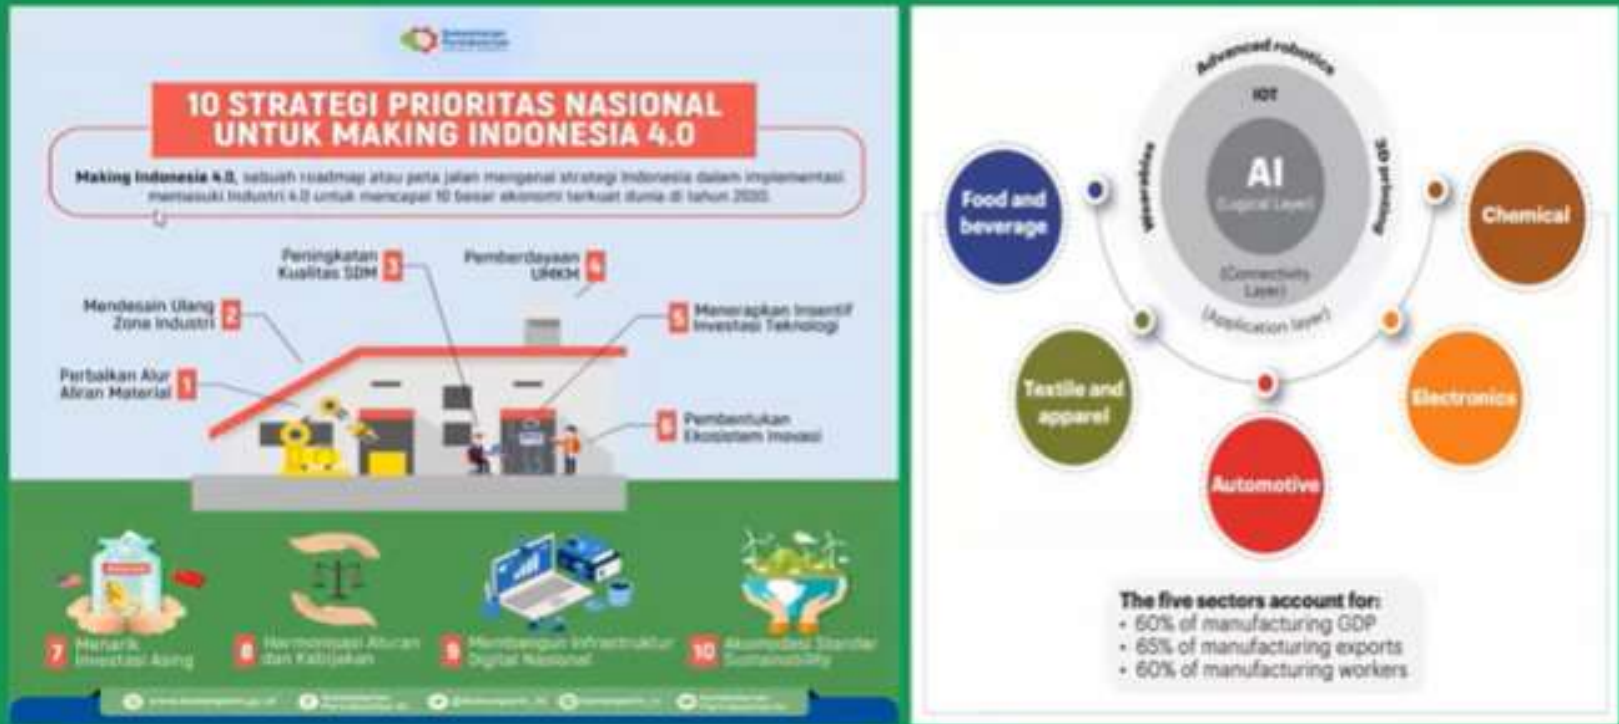 Kementerian
Perindustrian
10 STRATEGI PRIORITAS NASIONAL
UNTUK MAKING INDONESIA 4.0
Making Indonesia 4.0, sebuah roadmap atau peta jalan mengenai strategi Indonesia dalam implementasi
memasuki Industri 4.0 untuk mencapai 10 besar ekonomi terkuat dunia di tahun 2030.
Peningkatan
Kualitas SDM 3
Pemberdayaan
UMKM 4
Mendesain Ulang
Zona Industri 2
5 Menerapkan Insentif
Investasi Teknologi
Perbaikan Alur
Aliran Material 1
6 Pembentukan
Ekosistem Inovasi
7 Menarik
Investasi Asing
8 Harmonisasi Aturan
dan Kebijakan
9 Membangun Infrastruktur
Digital Nasional
10 Akomodasi Standar
Sustainability
Advanced robotics
IOT
Wearables
3D printing
AI
(Logical Layer)
(Connectivity
Layer)
(Application layer)
Food and
beverage
Chemical
Textile and
apparel
Electronics
Automotive
The five sectors account for:
• 60% of manufacturing GDP
• 65% of manufacturing exports
• 60% of manufacturing workers